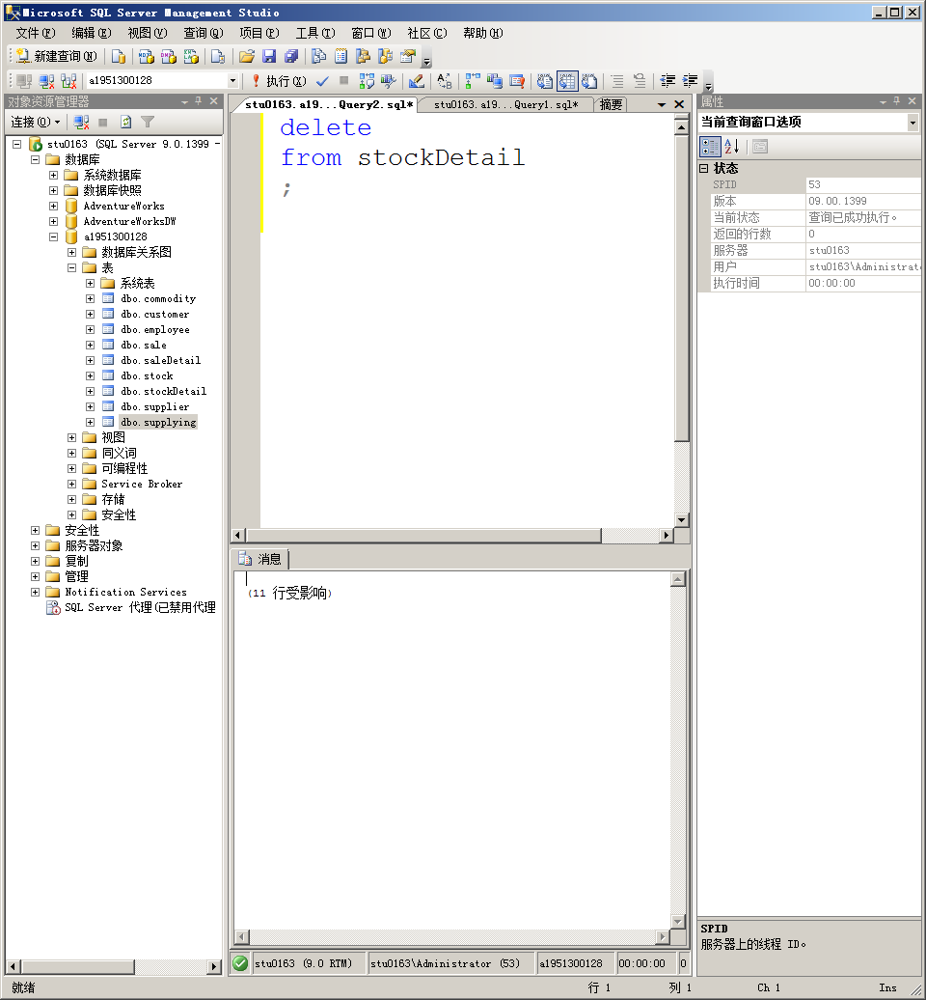 Microsoft SQL Server Management Studio
文件(F) 编辑(E) 视图(V) 查询(Q) 项目(P) 工具(T) 窗口(W) 社区(C) 帮助(H)
新建查询(N)
a1951300128 执行(X)
对象资源管理器
连接(O)
stu0163 (SQL Server 9.0.1399 -
数据库
系统数据库
数据库快照
AdventureWorks
AdventureWorksDW
a1951300128
数据库关系图
表
系统表
dbo.commodity
dbo.customer
dbo.employee
dbo.sale
dbo.saleDetail
dbo.stock
dbo.stockDetail
dbo.supplier
dbo.supplying
视图
同义词
可编程性
Service Broker
存储
安全性
安全性
服务器对象
复制
管理
Notification Services
SQL Server 代理(已禁用代理
stu0163.a19...Query2.sql* stu0163.a19...Query1.sql* 摘要
delete
from stockDetail
;
消息
(11 行受影响)
stu0163 (9.0 RTM) stu0163\Administrator (53) a1951300128 00:00:00 0
属性
当前查询窗口选项
状态
SPID 53
版本 09.00.1399
当前状态 查询已成功执行。
返回的行数 0
服务器 stu0163
用户 stu0163\Administrato
执行时间 00:00:00
SPID
服务器上的线程 ID。
就绪 行 1 列 1 Ch 1 Ins